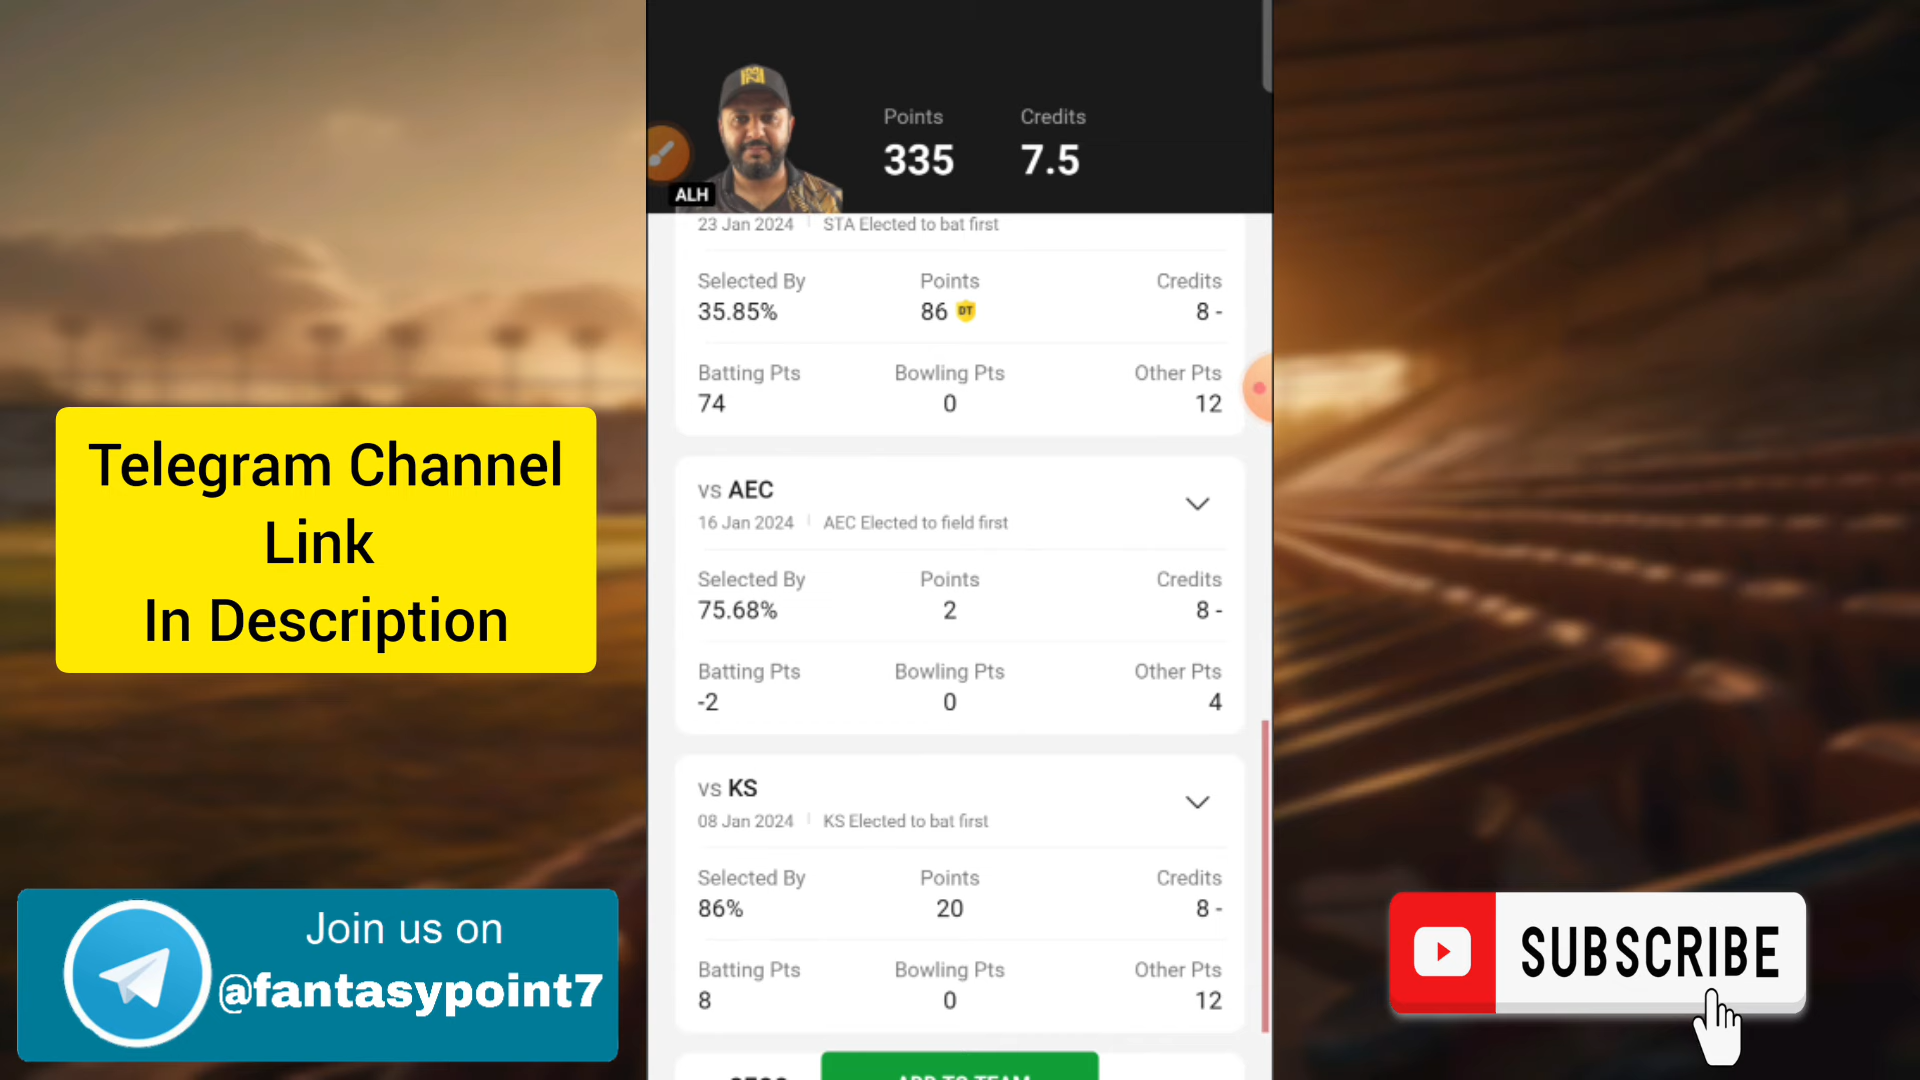 Points Credits
335 7.5
ALH
23 Jan 2024 STA Elected to bat first
Selected By Points Credits
35.85% 86 DT 8 -
Batting Pts Bowling Pts Other Pts
74 0 12
vs AEC
16 Jan 2024 AEC Elected to field first
Selected By Points Credits
75.68% 2 8 -
Batting Pts Bowling Pts Other Pts
-2 0 4
vs KS
08 Jan 2024 KS Elected to bat first
Selected By Points Credits
86% 20 8 -
Batting Pts Bowling Pts Other Pts
8 0 12
ADD TO TEAM
Telegram Channel
Link
In Description
Join us on
@fantasypoint7
SUBSCRIBE